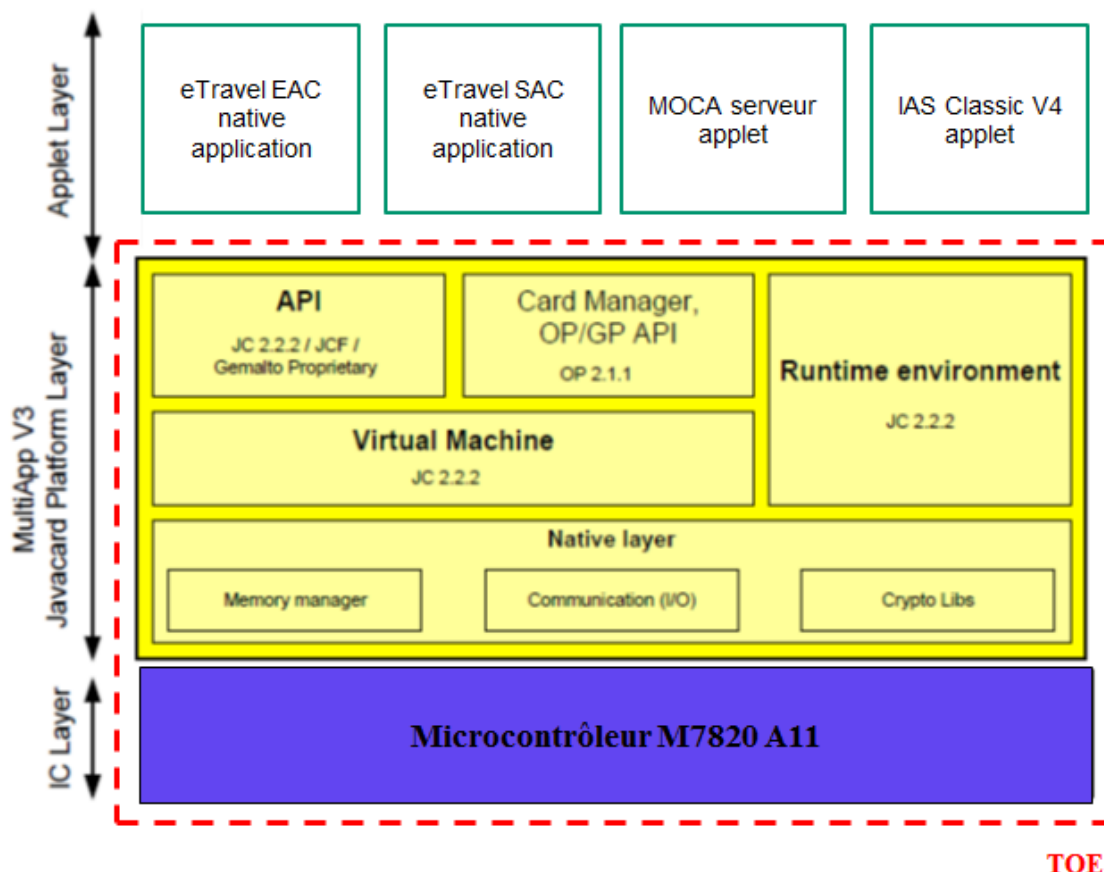 Applet Layer
eTravel EAC
native
application
eTravel SAC
native
application
MOCA serveur
applet
IAS Classic V4
applet
MultiApp V3
Javacard Platform Layer
API
JC 2.2.2 / JCF /
Gemalto Proprietary
Card Manager,
OP/GP API
OP 2.1.1
Runtime environment
JC 2.2.2
Virtual Machine
JC 2.2.2
Native layer
Memory manager
Communication (I/O)
Crypto Libs
IC Layer
Microcontrôleur M7820 A11
TOE